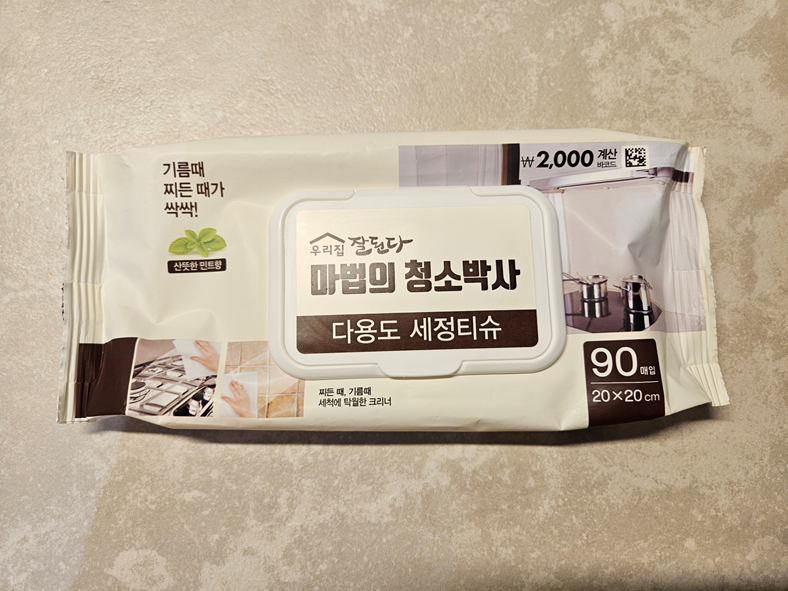 기름때
찌든 때가
싹싹!
산뜻한 민트향
₩2,000 계산
바코드
우리집 잘된다
마법의 청소박사
다용도 세정티슈
찌든 때, 기름때
세척에 탁월한 크리너
90매입
20×20cm